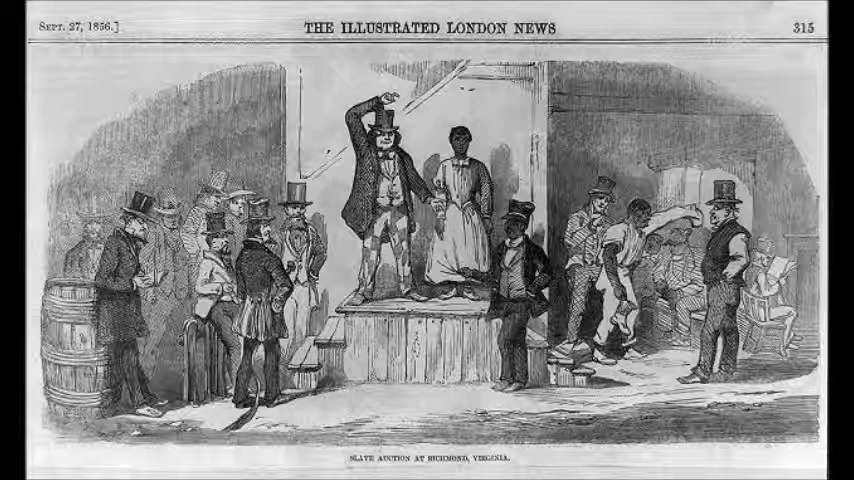 Sept. 27, 1856.] THE ILLUSTRATED LONDON NEWS 315
SLAVE AUCTION AT RICHMOND, VIRGINIA.